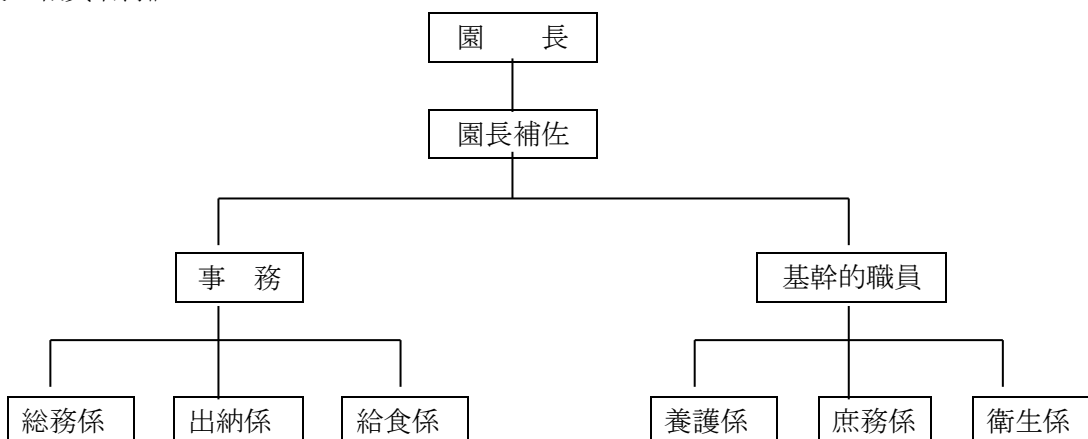 園　　長
園長補佐
事　務　　基幹的職員
総務係　出納係　給食係　養護係　庶務係　衛生係